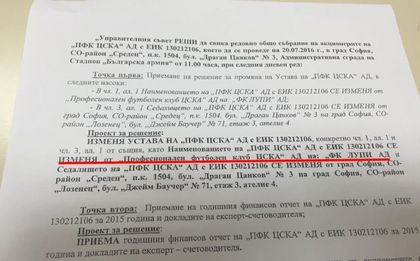 "Управителния съвет РЕШИ да свика редовно общо събрание на акционерите на
„ПФК ЦСКА" АД с ЕИК 130212106, което да се проведе на 20.07.2016 г., в град София,
СО-район „Средец", п.к. 1504, бул. „Драган Цанков" № 3, Административна сграда на
Стадион „Българска армия" от 11.00 часа, при следния дневен ред:
Точка първа: Приемане на решение за промяна на Устава на „ПФК ЦСКА" АД, в
следните насоки:
- В чл. 1, ал. 1 Наименованието на „ПФК ЦСКА" АД с ЕИК 130212106 СЕ ИЗМЕНЯ от
„Професионален футболен клуб ЦСКА" АД на: „ФК ЛУПИ" АД;
- В чл. 3, ал. 1 Седалището на „ПФК ЦСКА" АД с ЕИК 130212106 СЕ ИЗМЕНЯ от
град София, СО-район „Средец", п.к. 1504, бул. „Драган Цанков" № 3 на град София, СО-
район „Лозенец", бул. „Джеймс Баучер" № 71, етаж 3, ателие 4.
Проект за решение:
ИЗМЕНЯ УСТАВА НА „ПФК ЦСКА" АД с ЕИК 130212106, конкретно чл. 1, ал. 1 и
чл. 3, ал. 1 от същия, като Наименованието на „ПФК ЦСКА" АД с ЕИК 130212106 СЕ
ИЗМЕНЯ от „Професионален футболен клуб ЦСКА" АД на: „ФК ЛУПИ" АД и
Седалището на „ПФК ЦСКА" АД с ЕИК 130212106 СЕ ИЗМЕНЯ от град София, СО-
район „Средец", п.к. 1504, бул. „Драган Цанков" № 3 на град София, СО-район
„Лозенец", бул. „Джейм Баучер" № 71, етаж 3, ателие 4.
Точка втора: Приемане на годишния финансов отчет на „ПФК ЦСКА" АД с ЕИК
130212106 за 2015 година и докладите на експерт-счетоводителя;
Проект за решение:
ПРИЕМА годишния финансов отчет на „ПФК ЦСКА" АД с ЕИК 130212106 за 2015
година и докладите на експерт – счетоводителя.